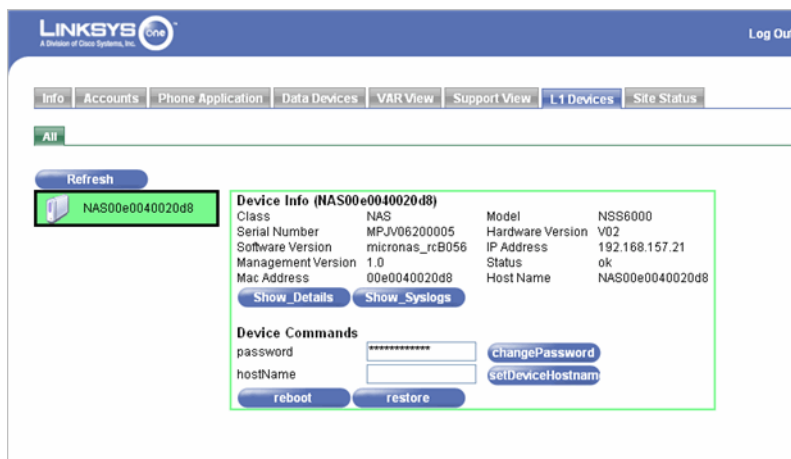 LINKSYS one
A Division of Cisco Systems, Inc.
Log Out
Info Accounts Phone Application Data Devices VAR View Support View L1 Devices Site Status
All
Refresh
NAS00e0040020d8
Device Info (NAS00e0040020d8)
Class NAS Model NSS6000
Serial Number MPJV06200005 Hardware Version V02
Software Version micronas_rcB056 IP Address 192.168.157.21
Management Version 1.0 Status ok
Mac Address 00e0040020d8 Host Name NAS00e0040020d8
Show_Details Show_Syslogs
Device Commands
password ************ changePassword
hostName setDeviceHostnam
reboot restore